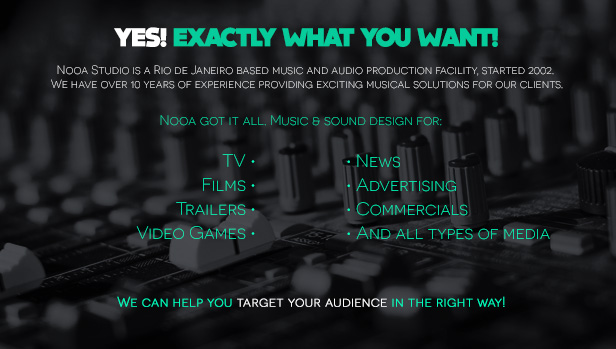 YES! EXACTLY WHAT YOU WANT!
NOOA STUDIO IS A RIO DE JANEIRO BASED MUSIC AND AUDIO PRODUCTION FACILITY, STARTED 2002.
WE HAVE OVER 10 YEARS OF EXPERIENCE PROVIDING EXCITING MUSICAL SOLUTIONS FOR OUR CLIENTS.
NOOA GOT IT ALL. MUSIC & SOUND DESIGN FOR:
TV •
FILMS •
TRAILERS •
VIDEO GAMES •
• NEWS
• ADVERTISING
• COMMERCIALS
• AND ALL TYPES OF MEDIA
WE CAN HELP YOU TARGET YOUR AUDIENCE IN THE RIGHT WAY!